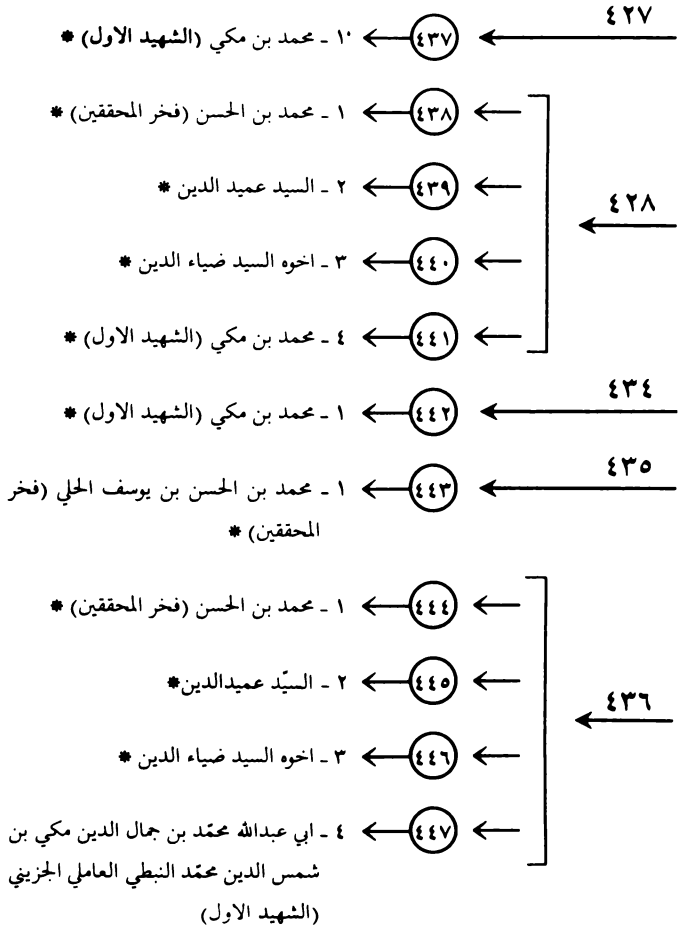 ٤٢٧
٤٣٧ ١٠ ـ محمد بن مكي (الشهيد الاول) *
٤٣٨ ١ ـ محمد بن الحسن (فخر المحققين) *
٤٣٩ ٢ ـ السيد عميد الدين *
٤٢٨
٤٤٠ ٣ ـ اخوه السيد ضياء الدين *
٤٤١ ٤ ـ محمد بن مكي (الشهيد الاول) *
٤٣٤
٤٤٢ ١ ـ محمد بن مكي (الشهيد الاول) *
٤٣٥
٤٤٣ ١ ـ محمد بن الحسن بن يوسف الحلي (فخر
المحققين) *
٤٤٤ ١ ـ محمد بن الحسن (فخر المحققين) *
٤٤٥ ٢ ـ السيّد عميدالدين*
٤٣٦
٤٤٦ ٣ ـ اخوه السيد ضياء الدين *
٤٤٧ ٤ ـ ابي عبدالله محمّد بن جمال الدين مكي بن
شمس الدين محمّد النبطي العاملي الجزيني
(الشهيد الاول)